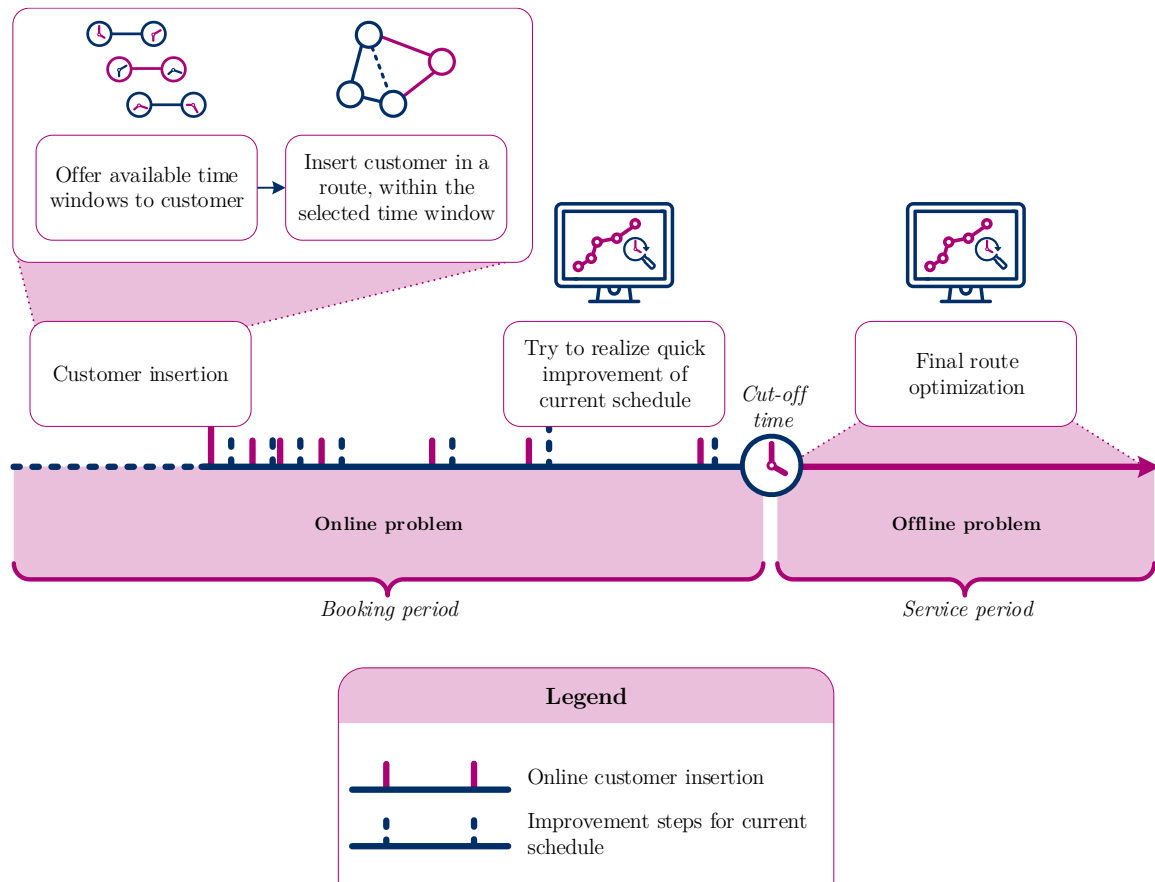 Offer available time
windows to customer
Insert customer in a
route, within the
selected time window
Customer insertion
Try to realize quick
improvement of
current schedule
Cut-off
time
Final route
optimization
Online problem
Offline problem
Booking period
Service period
Legend
Online customer insertion
Improvement steps for current
schedule